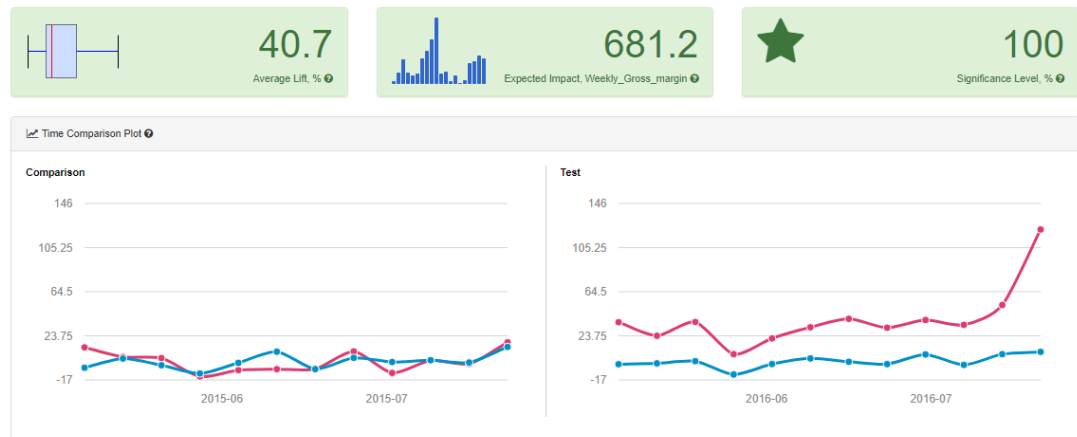 40.7
Average Lift, %
681.2
Expected Impact, Weekly_Gross_margin
100
Significance Level, %
Time Comparison Plot
Comparison
146
105.25
64.5
23.75
-17
2015-06
2015-07
Test
146
105.25
64.5
23.75
-17
2016-06
2016-07